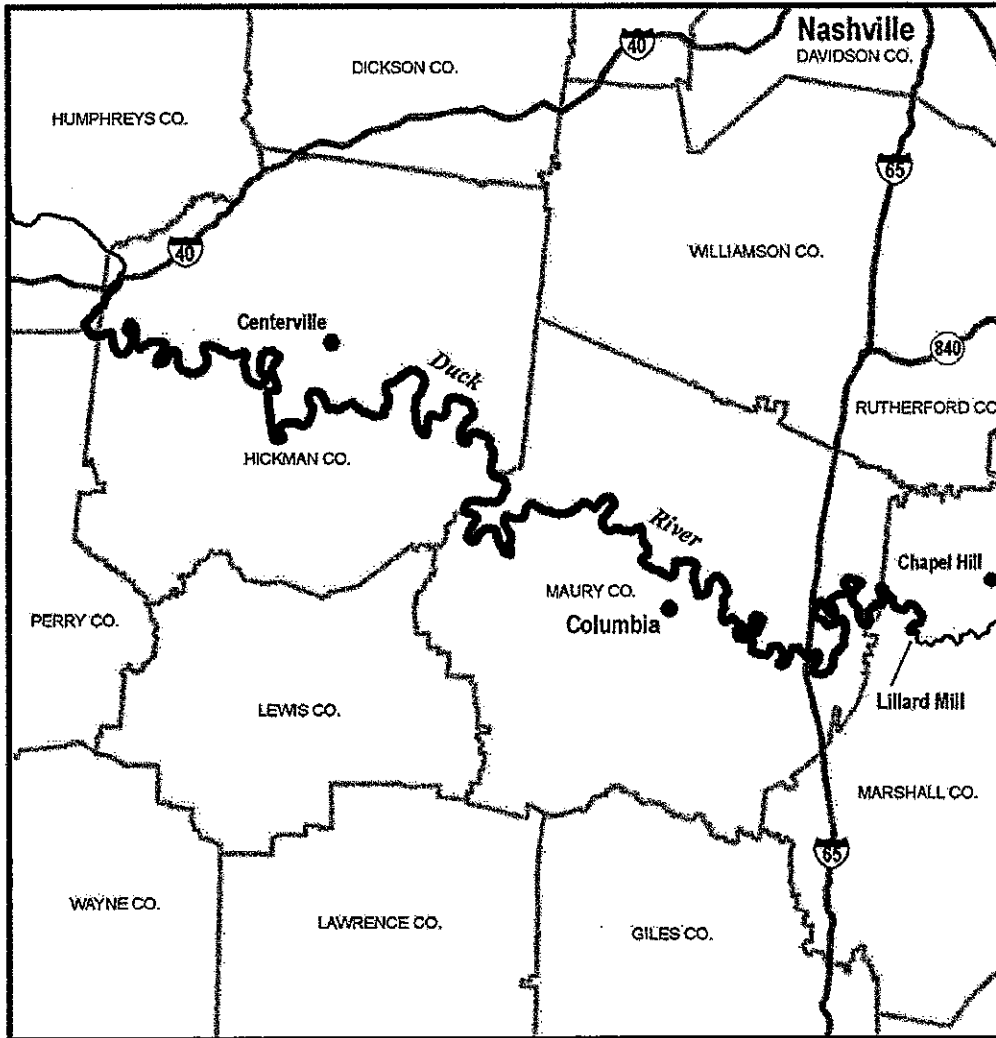 Nashville
DAVIDSON CO.
40
DICKSON CO.
HUMPHREYS CO.
65
40
WILLIAMSON CO.
Centerville
Duck
840
RUTHERFORD CO
HICKMAN CO.
River
Chapel Hill
MAURY CO.
Columbia
PERRY CO.
Lillard Mill
LEWIS CO.
MARSHALL CO.
65
WAYNE CO.
LAWRENCE CO.
GILES CO.